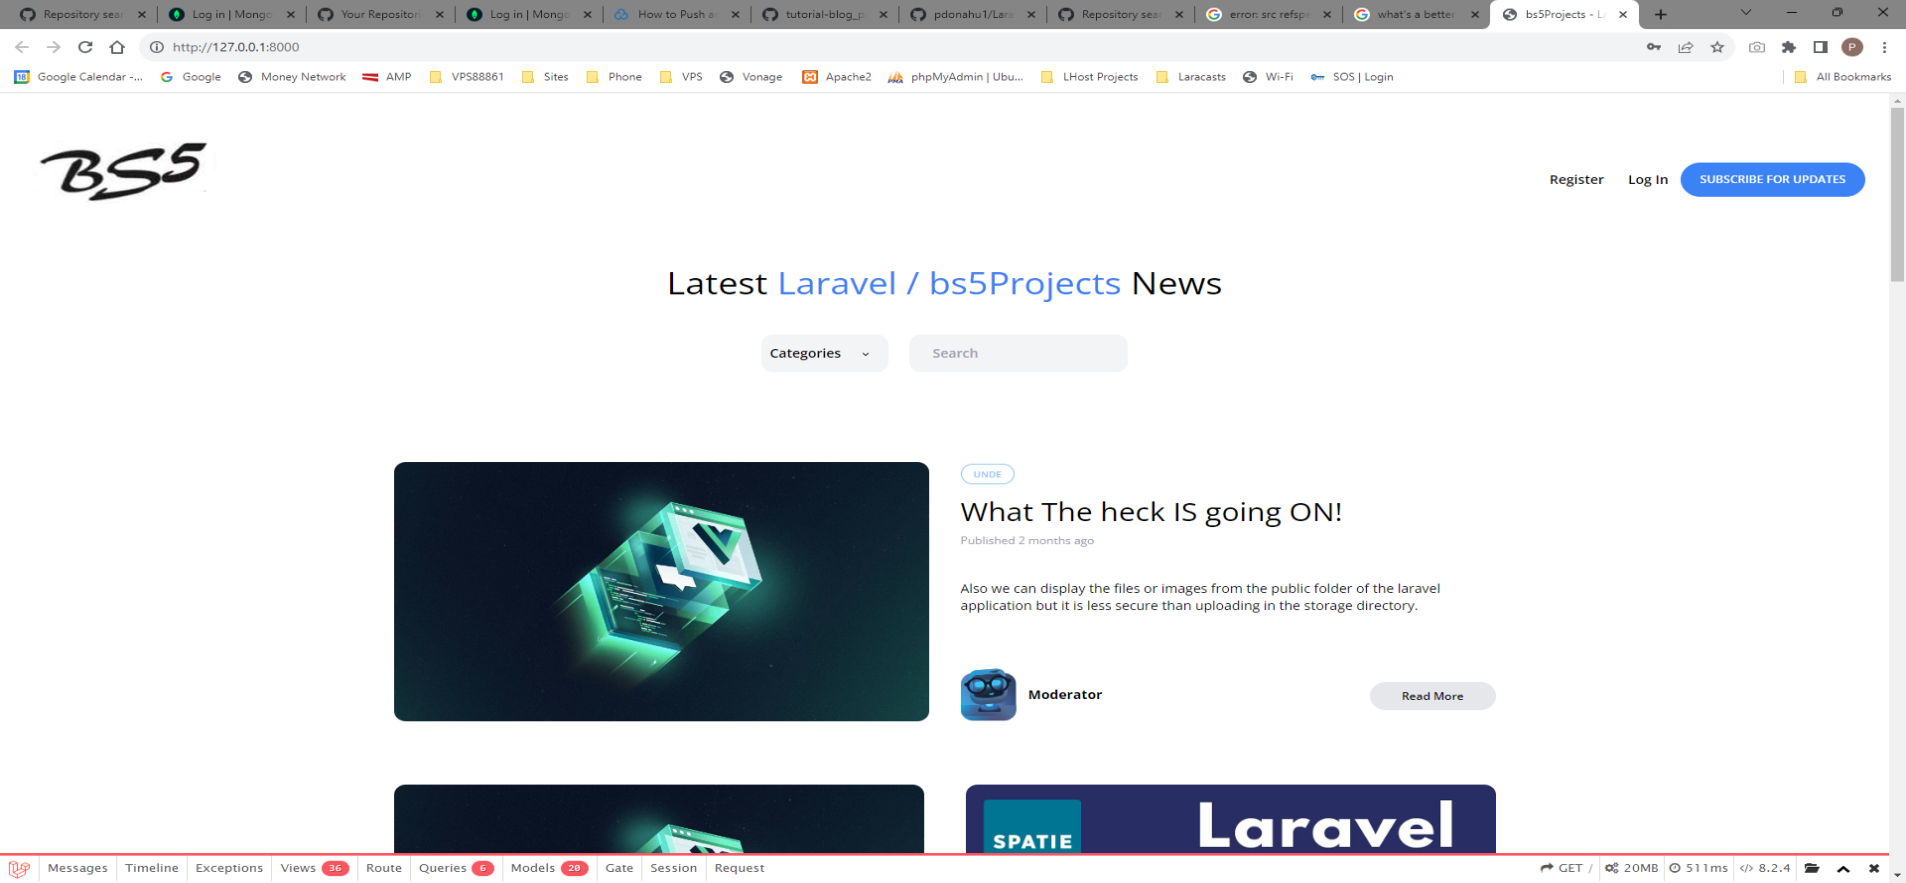 Repository sear
Log in | Mongo
Your Repositori
Log in | Mongo
How to Push a
tutorial-blog_p
pdonahu1/Lara
Repository sear
error: src refspe
what's a better
bs5Projects - L
http://127.0.0.1:8000
P
18 Google Calendar -...
Google
Money Network
AMP
VPS88861
Sites
Phone
VPS
Vonage
Apache2
phpMyAdmin | Ubu...
LHost Projects
Laracasts
Wi-Fi
SOS | Login
All Bookmarks
BS5
Register
Log In
SUBSCRIBE FOR UPDATES
Latest Laravel / bs5Projects News
Categories
Search
UNDE
What The heck IS going ON!
Published 2 months ago
Also we can display the files or images from the public folder of the laravel
application but it is less secure than uploading in the storage directory.
Moderator
Read More
SPATIE
Laravel
Messages
Timeline
Exceptions
Views 36
Route
Queries 6
Models 20
Gate
Session
Request
GET /
20MB
511ms
</> 8.2.4